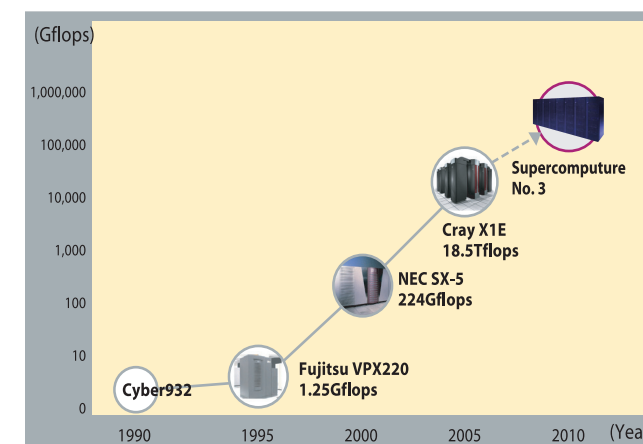 (Gflops)
1,000,000
100,000
10,000
1,000
100
10
0
Supercomputure
No. 3
Cray X1E
18.5Tflops
NEC SX-5
224Gflops
Fujitsu VPX220
1.25Gflops
Cyber932
1990 1995 2000 2005 2010 (Yea